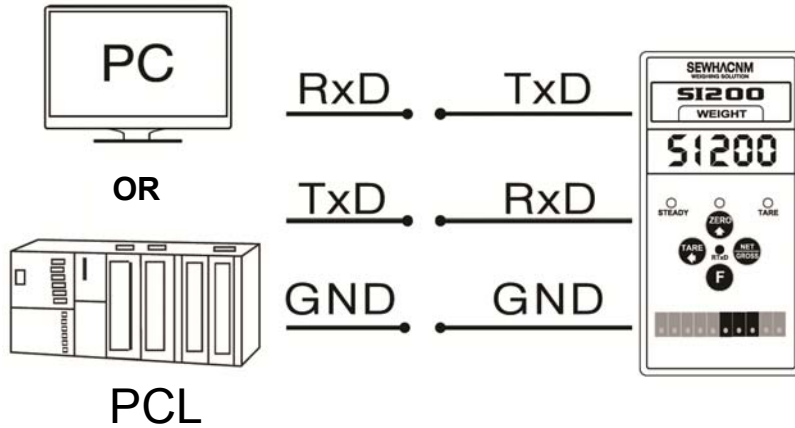 PC
OR
PCL
RxD TxD
TxD RxD
GND GND
SEWHACNM
WEIGHING SOLUTION
SI200
WEIGHT
SI200
STEADY
ZERO
TARE
TARE
RTxD
NET
GROSS
F